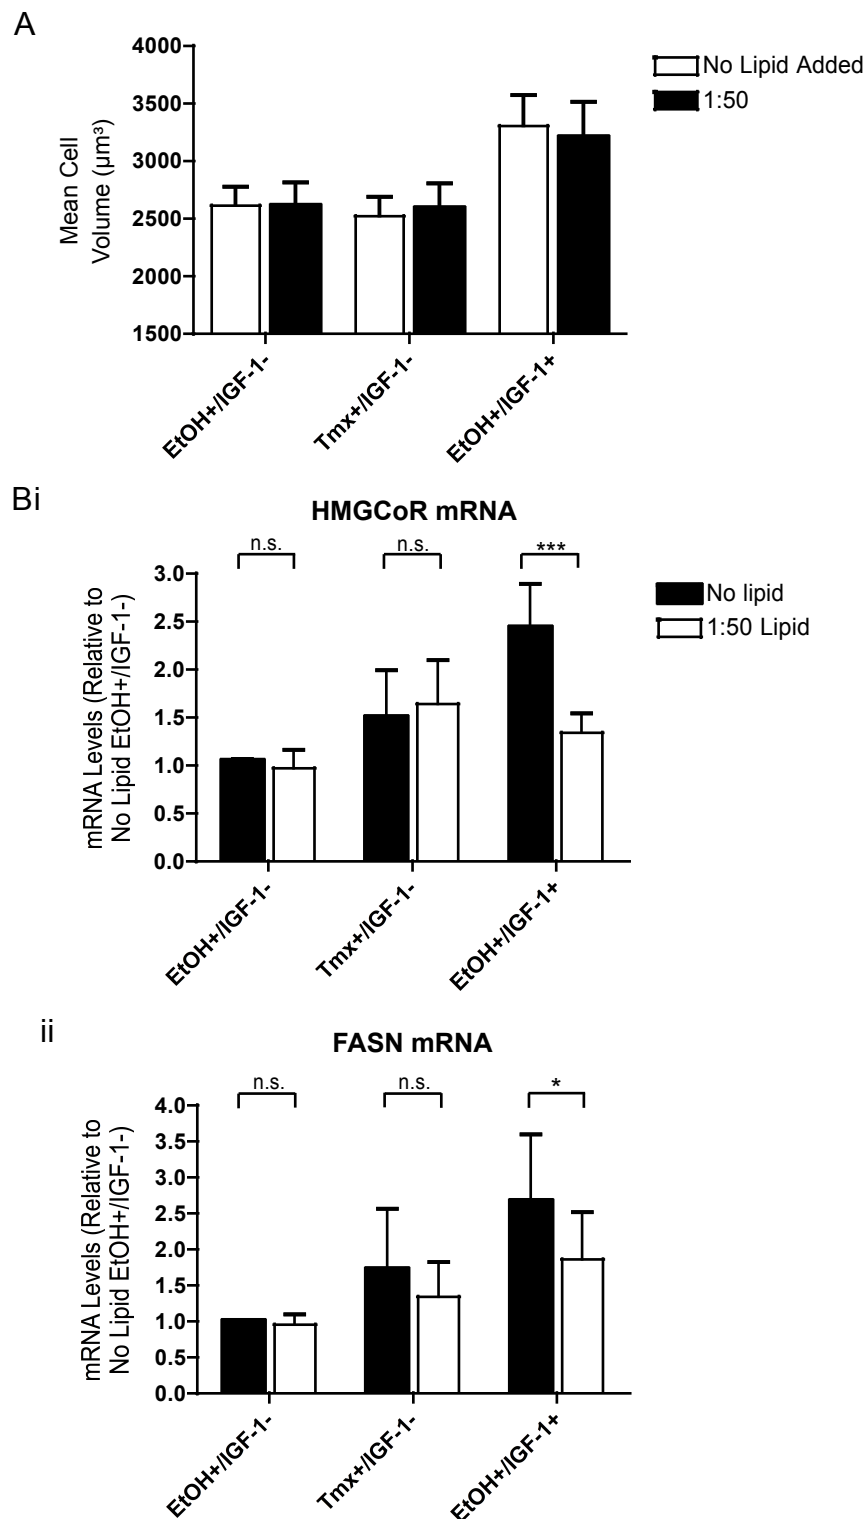 A
4000
3500
3000
2500
2000
1500
Mean Cell
Volume (µm³)
No Lipid Added
1:50
EtOH+/IGF-1-
Tmx+/IGF-1-
EtOH+/IGF-1+
Bi
HMGCoR mRNA
n.s.
n.s.
***
3.0
2.5
2.0
1.5
1.0
0.5
0.0
mRNA Levels (Relative to
No Lipid EtOH+/IGF-1-)
No lipid
1:50 Lipid
EtOH+/IGF-1-
Tmx+/IGF-1-
EtOH+/IGF-1+
ii
FASN mRNA
n.s.
n.s.
*
4.0
3.5
3.0
2.5
2.0
1.5
1.0
0.5
0.0
mRNA Levels (Relative to
No Lipid EtOH+/IGF-1-)
EtOH+/IGF-1-
Tmx+/IGF-1-
EtOH+/IGF-1+